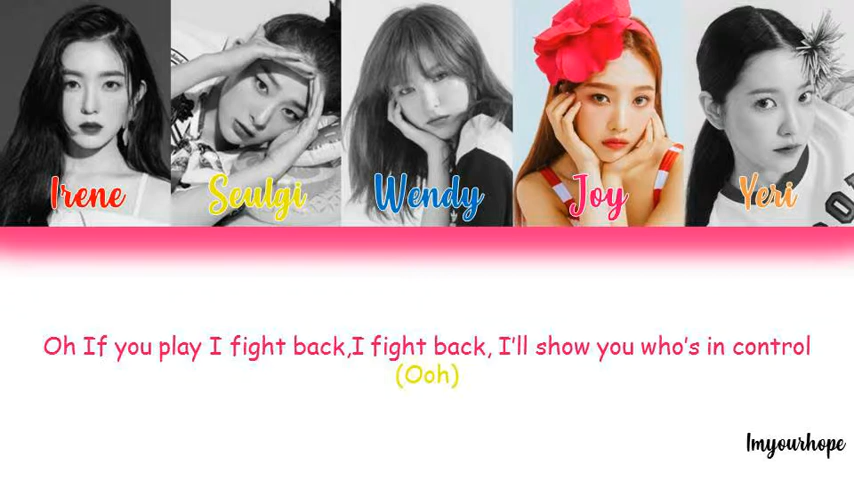 Irene Seulgi Wendy Joy Yeri
Oh If you play I fight back,I fight back, I'll show you who's in control
(Ooh)
Imyourhope